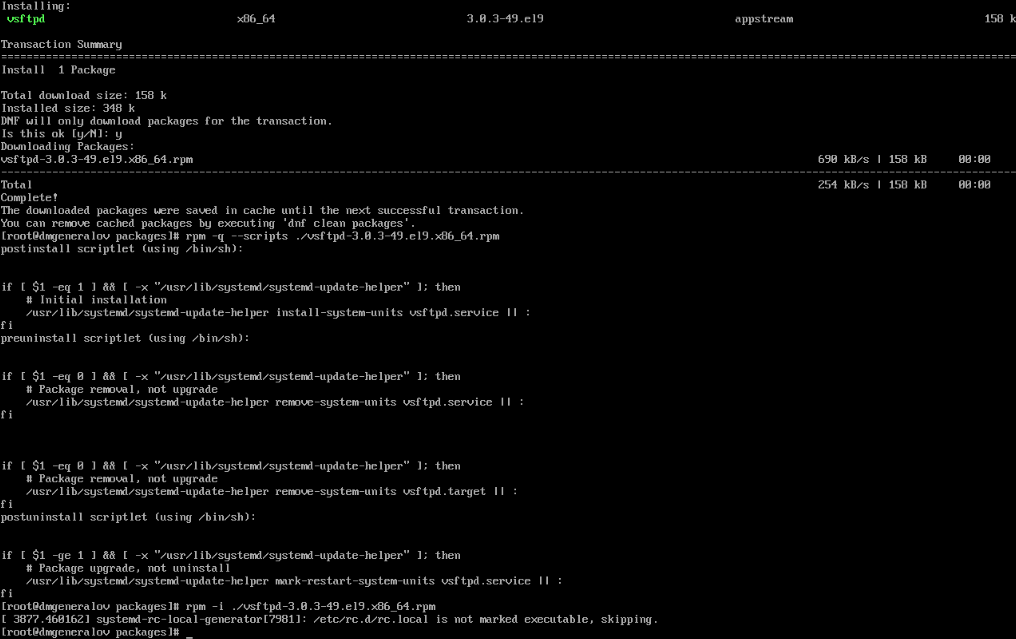 Installing:
vsftpd x86_64 3.0.3-49.el9 appstream 158 k
Transaction Summary
================================================================================
Install  1 Package
Total download size: 158 k
Installed size: 348 k
DNF will only download packages for the transaction.
Is this ok [y/N]: y
Downloading Packages:
vsftpd-3.0.3-49.el9.x86_64.rpm 690 kB/s | 158 kB 00:00
--------------------------------------------------------------------------------
Total 254 kB/s | 158 kB 00:00
Complete!
The downloaded packages were saved in cache until the next successful transaction.
You can remove cached packages by executing 'dnf clean packages'.
[root@dmgeneralov packages]# rpm -q --scripts ./vsftpd-3.0.3-49.el9.x86_64.rpm
postinstall scriptlet (using /bin/sh):
if [ $1 -eq 1 ] && [ -x "/usr/lib/systemd/systemd-update-helper" ]; then
    # Initial installation
    /usr/lib/systemd/systemd-update-helper install-system-units vsftpd.service || :
fi
preuninstall scriptlet (using /bin/sh):
if [ $1 -eq 0 ] && [ -x "/usr/lib/systemd/systemd-update-helper" ]; then
    # Package removal, not upgrade
    /usr/lib/systemd/systemd-update-helper remove-system-units vsftpd.service || :
fi
if [ $1 -eq 0 ] && [ -x "/usr/lib/systemd/systemd-update-helper" ]; then
    # Package removal, not upgrade
    /usr/lib/systemd/systemd-update-helper remove-system-units vsftpd.target || :
fi
postuninstall scriptlet (using /bin/sh):
if [ $1 -ge 1 ] && [ -x "/usr/lib/systemd/systemd-update-helper" ]; then
    # Package upgrade, not uninstall
    /usr/lib/systemd/systemd-update-helper mark-restart-system-units vsftpd.service || :
fi
[root@dmgeneralov packages]# rpm -i ./vsftpd-3.0.3-49.el9.x86_64.rpm
[ 3877.460162] systemd-rc-local-generator[7981]: /etc/rc.d/rc.local is not marked executable, skipping.
[root@dmgeneralov packages]# _